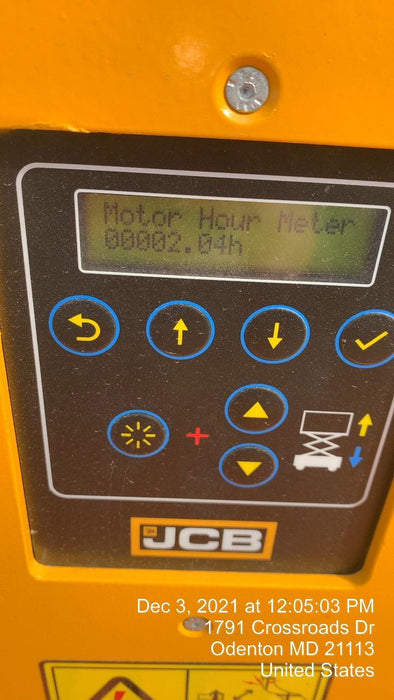 Motor Hour Meter
00002.04h
JCB
Dec 3, 2021 at 12:05:03 PM
1791 Crossroads Dr
Odenton MD 21113
United States